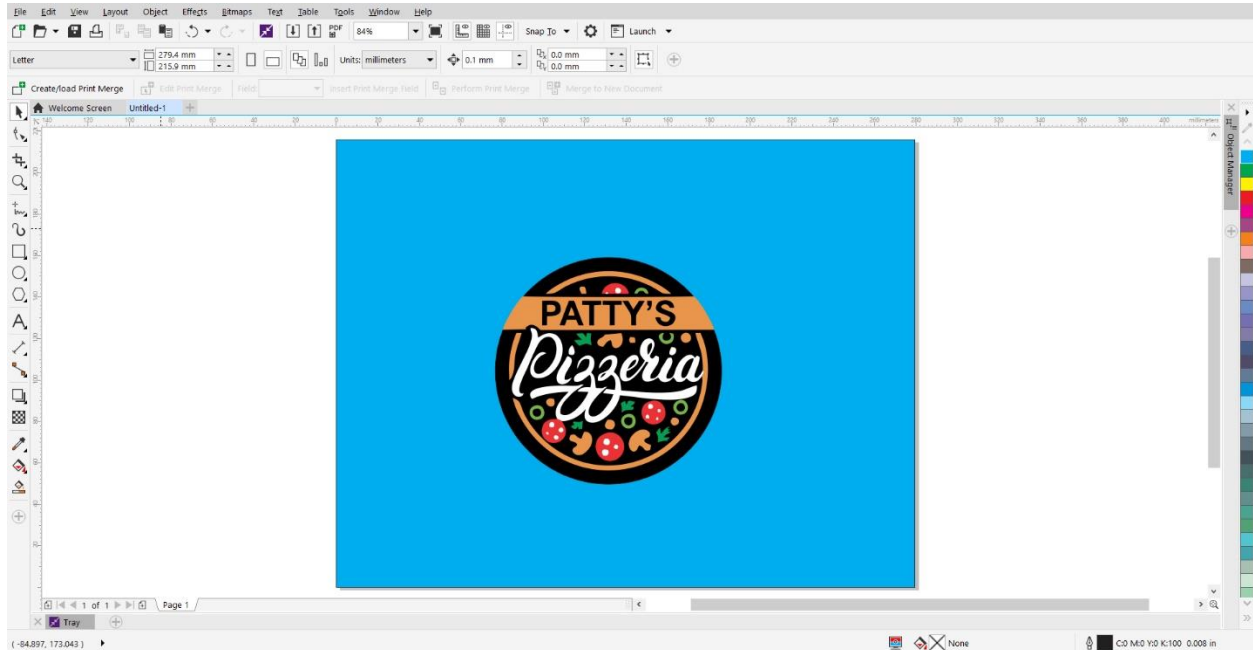 File Edit View Layout Object Effects Bitmaps Text Table Tools Window Help
PDF 84% Snap To Launch
Letter 279.4 mm 215.9 mm Units: millimeters 0.1 mm 0.0 mm 0.0 mm
Create/load Print Merge Edit Print Merge Field: Insert Print Merge Field Perform Print Merge Merge to New Document
Welcome Screen Untitled-1
millimeters
Object Manager
PATTY'S
Pizzeria
1 of 1 Page 1
Tray
( -84.897, 173.043 ) None C:0 M:0 Y:0 K:100 0.008 in